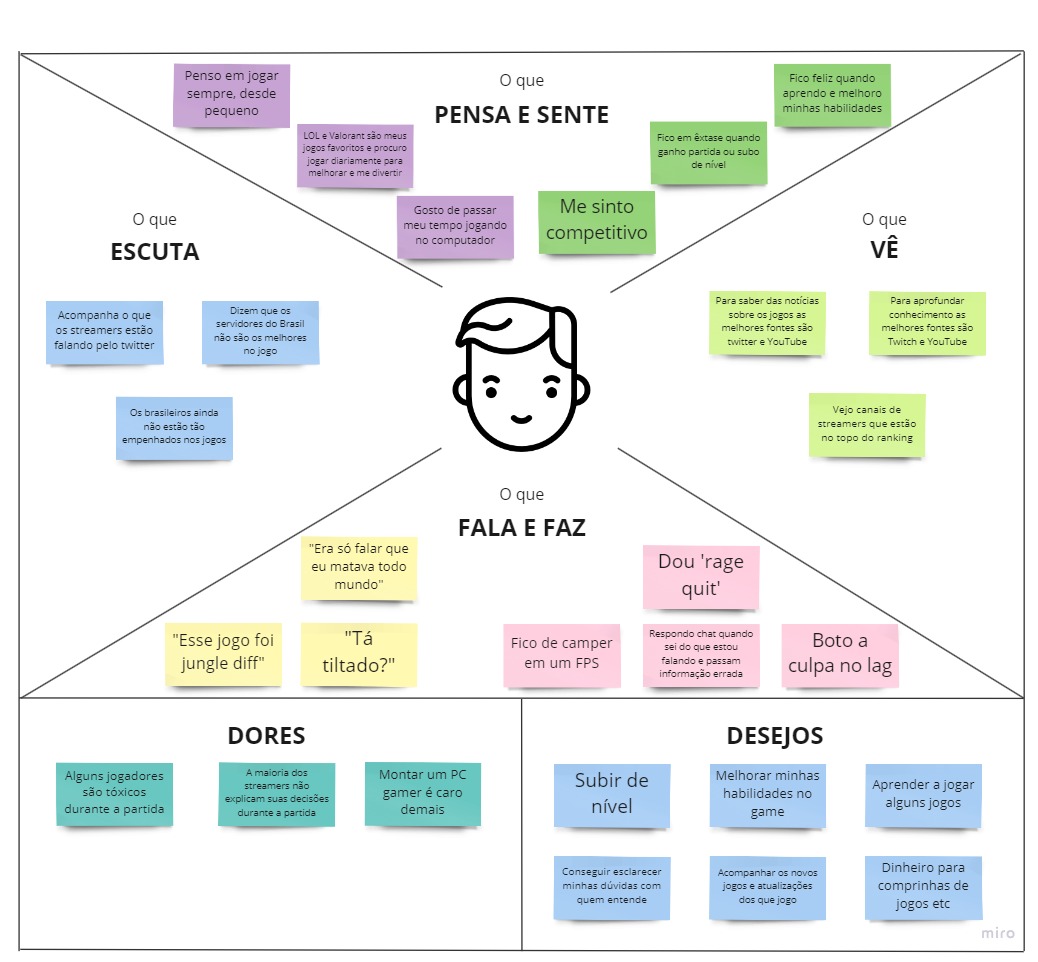 O que
PENSA E SENTE
Penso em jogar
sempre, desde
pequeno
LOL e Valorant são meus
jogos favoritos e procuro
jogar diariamente para
melhorar e me divertir
Gosto de passar
meu tempo jogando
no computador
Me sinto
competitivo
Fico em êxtase quando
ganho partida ou subo
de nível
Fico feliz quando
aprendo e melhoro
minhas habilidades
O que
ESCUTA
Acompanha o que
os streamers estão
falando pelo twitter
Dizem que os
servidores do Brasil
não são os melhores
no jogo
Os brasileiros ainda
não estão tão
empenhados nos jogos
O que
VÊ
Para saber das notícias
sobre os jogos as
melhores fontes são
twitter e YouTube
Para aprofundar
conhecimento as
melhores fontes são
Twitch e YouTube
Vejo canais de
streamers que estão
no topo do ranking
O que
FALA E FAZ
"Era só falar que
eu matava todo
mundo"
"Esse jogo foi
jungle diff"
"Tá
tiltado?"
Dou 'rage
quit'
Fico de camper
em um FPS
Respondo chat quando
sei do que estou
falando e passam
informação errada
Boto a
culpa no lag
DORES
Alguns jogadores
são tóxicos
durante a partida
A maioria dos
streamers não
explicam suas decisões
durante a partida
Montar um PC
gamer é caro
demais
DESEJOS
Subir de
nível
Melhorar minhas
habilidades no
game
Aprender a jogar
alguns jogos
Conseguir esclarecer
minhas dúvidas com
quem entende
Acompanhar os novos
jogos e atualizações
dos que jogo
Dinheiro para
comprinhas de
jogos etc
miro